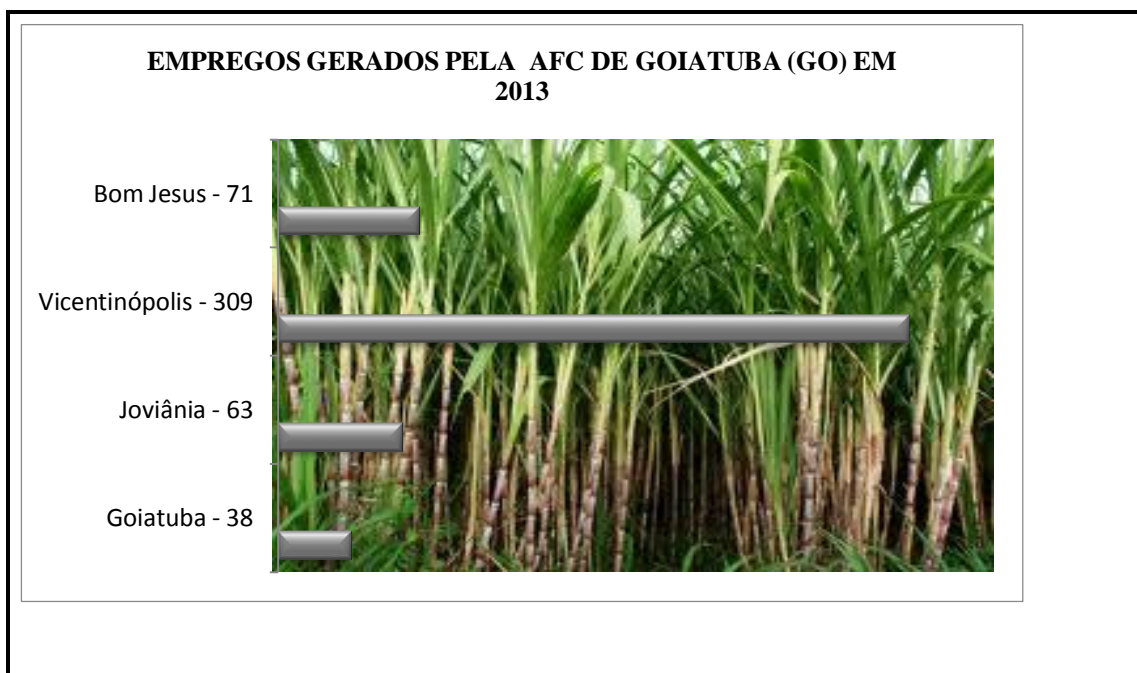 EMPREGOS GERADOS PELA AFC DE GOIATUBA (GO) EM
2013
Bom Jesus - 71
Vicentinópolis - 309
Joviânia - 63
Goiatuba - 38